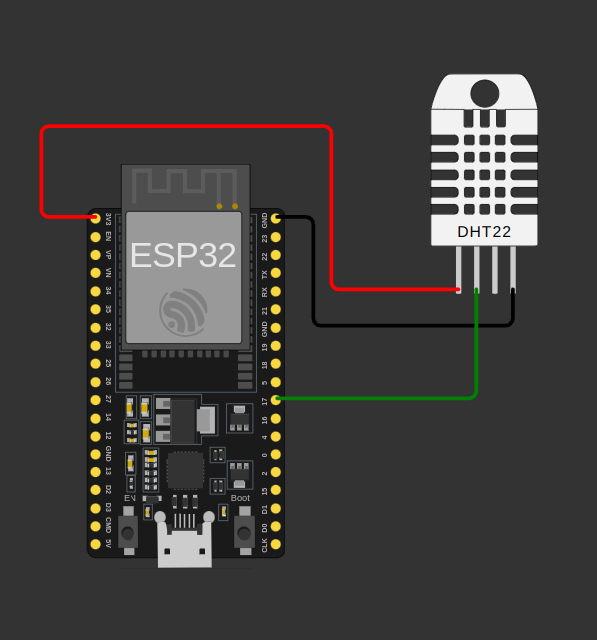 DHT22
ESP32
3V3
EN
VP
VN
34
35
32
33
25
26
27
14
12
GND
13
D2
D3
CMD
5V
GND
23
22
TX
RX
21
GND
19
18
5
17
16
4
0
2
15
D1
D0
CLK
EN
Boot